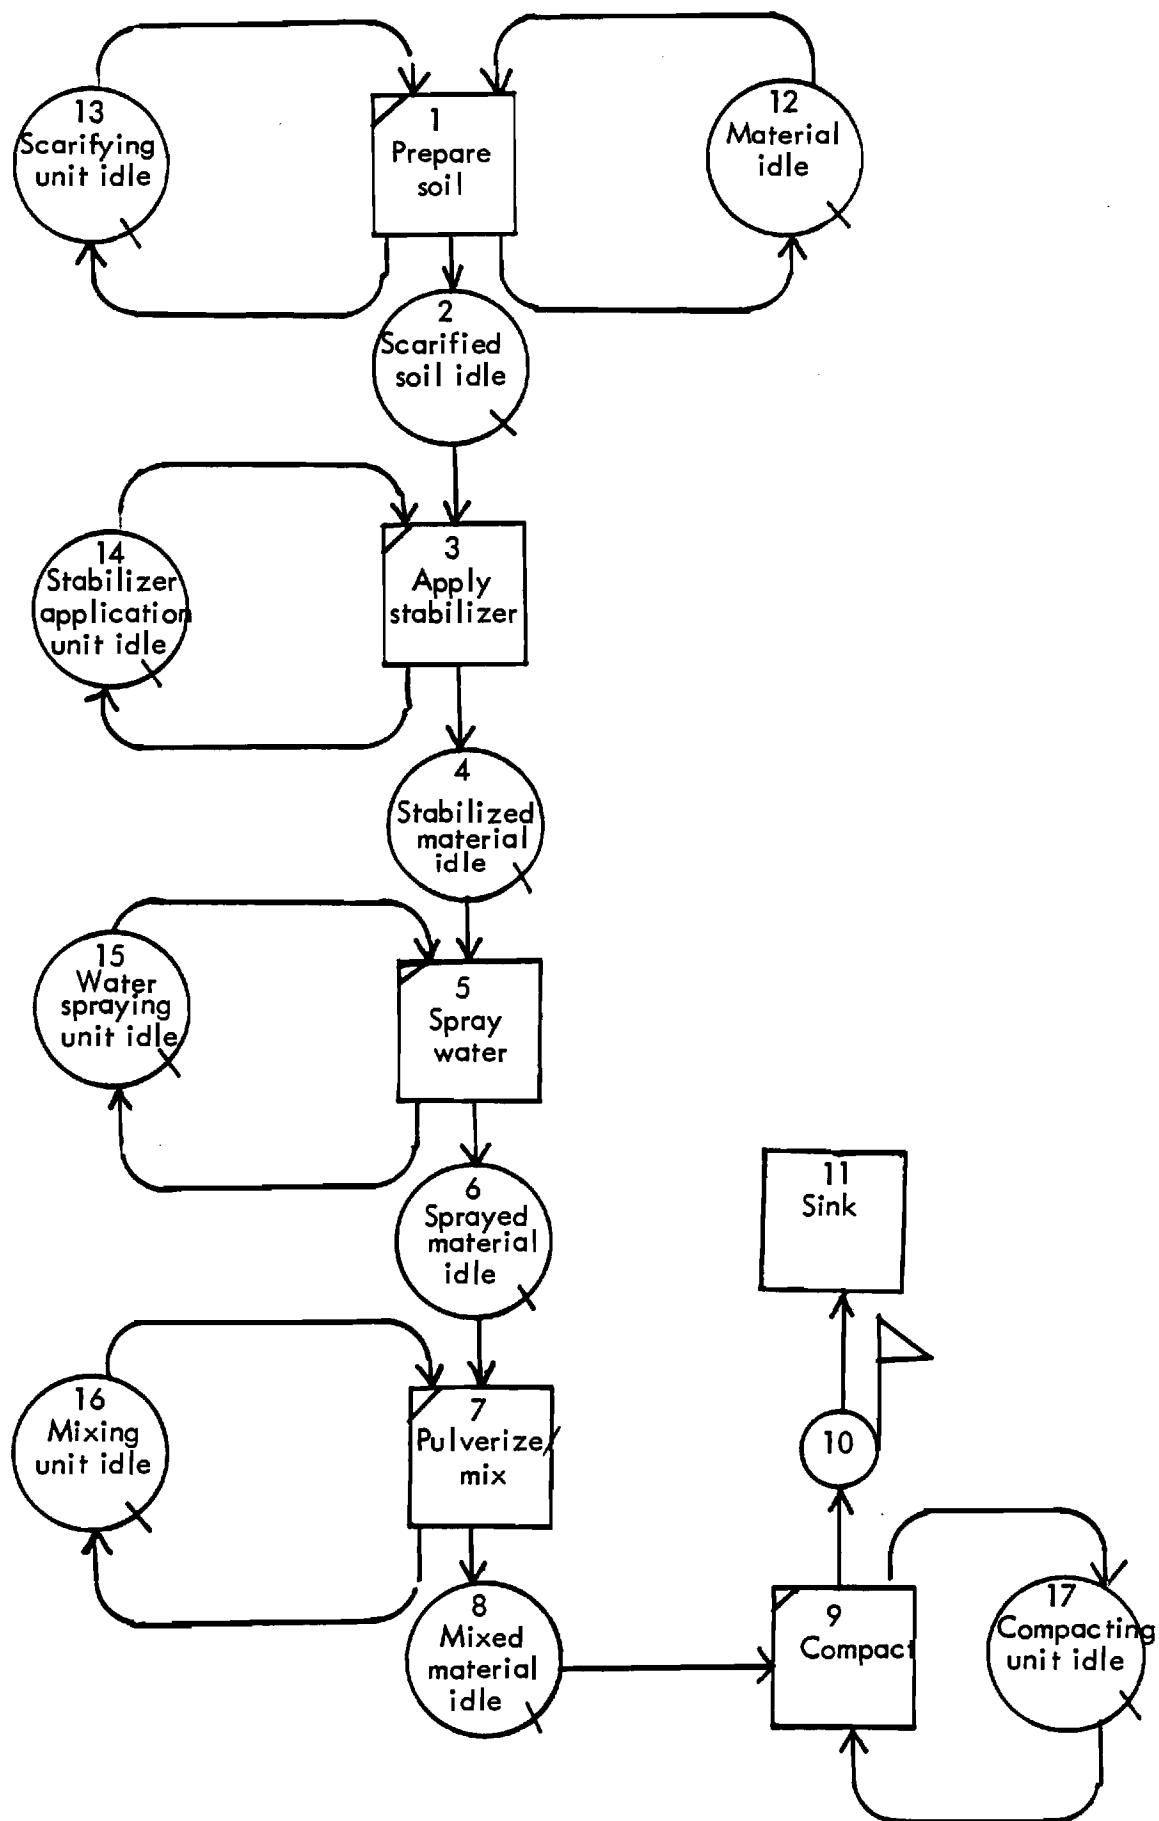 13
Scarifying
unit idle
1
Prepare
soil
12
Material
idle
2
Scarified
soil idle
14
Stabilizer
application
unit idle
3
Apply
stabilizer
4
Stabilized
material
idle
15
Water
spraying
unit idle
5
Spray
water
6
Sprayed
material
idle
11
Sink
16
Mixing
unit idle
7
Pulverize/
mix
10
8
Mixed
material
idle
9
Compact
17
Compacting
unit idle